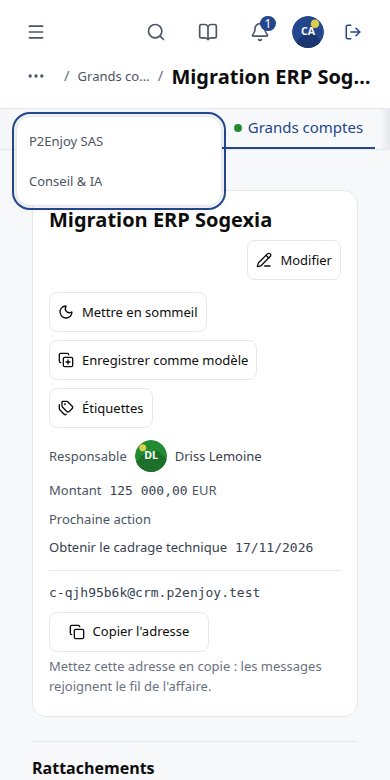 1
CA
... / Grands co... / Migration ERP Sog...
P2Enjoy SAS
Grands comptes
Conseil & IA
Migration ERP Sogexia
Modifier
Mettre en sommeil
Enregistrer comme modèle
Étiquettes
Responsable DL Driss Lemoine
Montant 125 000,00 EUR
Prochaine action
Obtenir le cadrage technique 17/11/2026
c-qjh95b6k@crm.p2enjoy.test
Copier l'adresse
Mettez cette adresse en copie : les messages
rejoignent le fil de l'affaire.
Rattachements